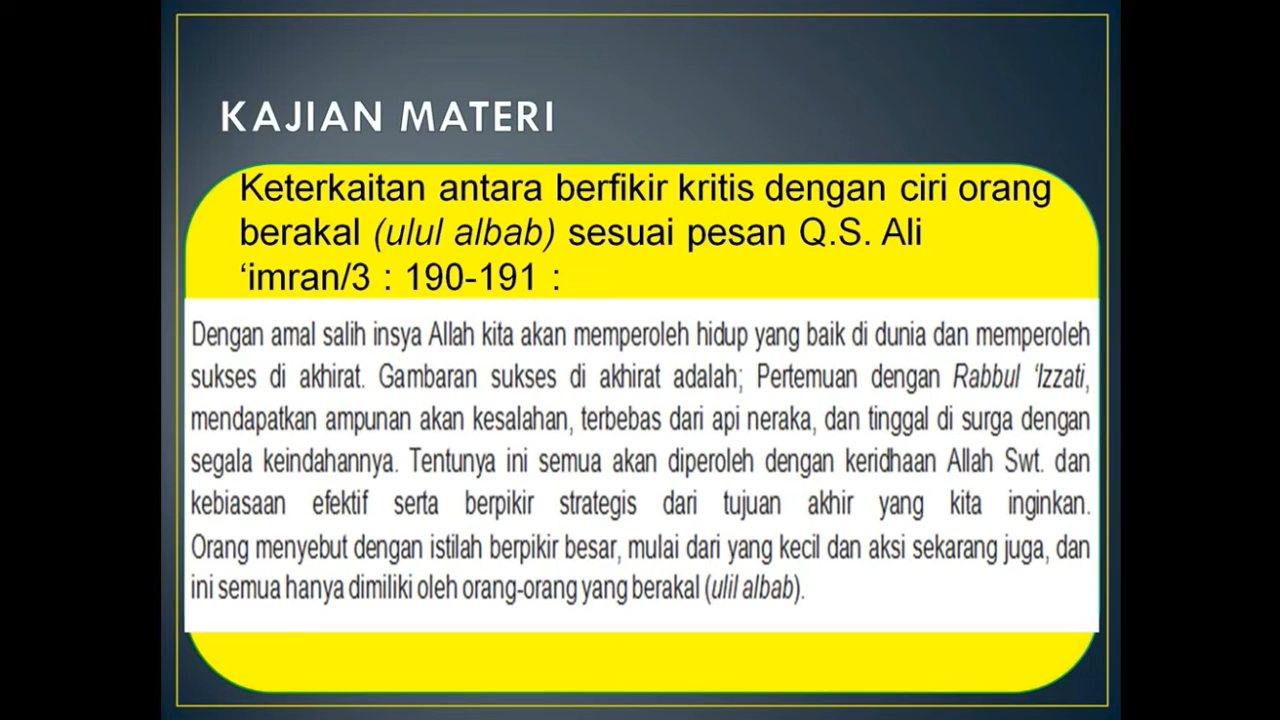 KAJIAN MATERI
Keterkaitan antara berfikir kritis dengan ciri orang
berakal (ulul albab) sesuai pesan Q.S. Ali
‘imran/3 : 190-191 :
Dengan amal salih insya Allah kita akan memperoleh hidup yang baik di dunia dan memperoleh
sukses di akhirat. Gambaran sukses di akhirat adalah; Pertemuan dengan Rabbul ‘Izzati,
mendapatkan ampunan akan kesalahan, terbebas dari api neraka, dan tinggal di surga dengan
segala keindahannya. Tentunya ini semua akan diperoleh dengan keridhaan Allah Swt. dan
kebiasaan efektif serta berpikir strategis dari tujuan akhir yang kita inginkan.
Orang menyebut dengan istilah berpikir besar, mulai dari yang kecil dan aksi sekarang juga, dan
ini semua hanya dimiliki oleh orang-orang yang berakal (ulil albab).